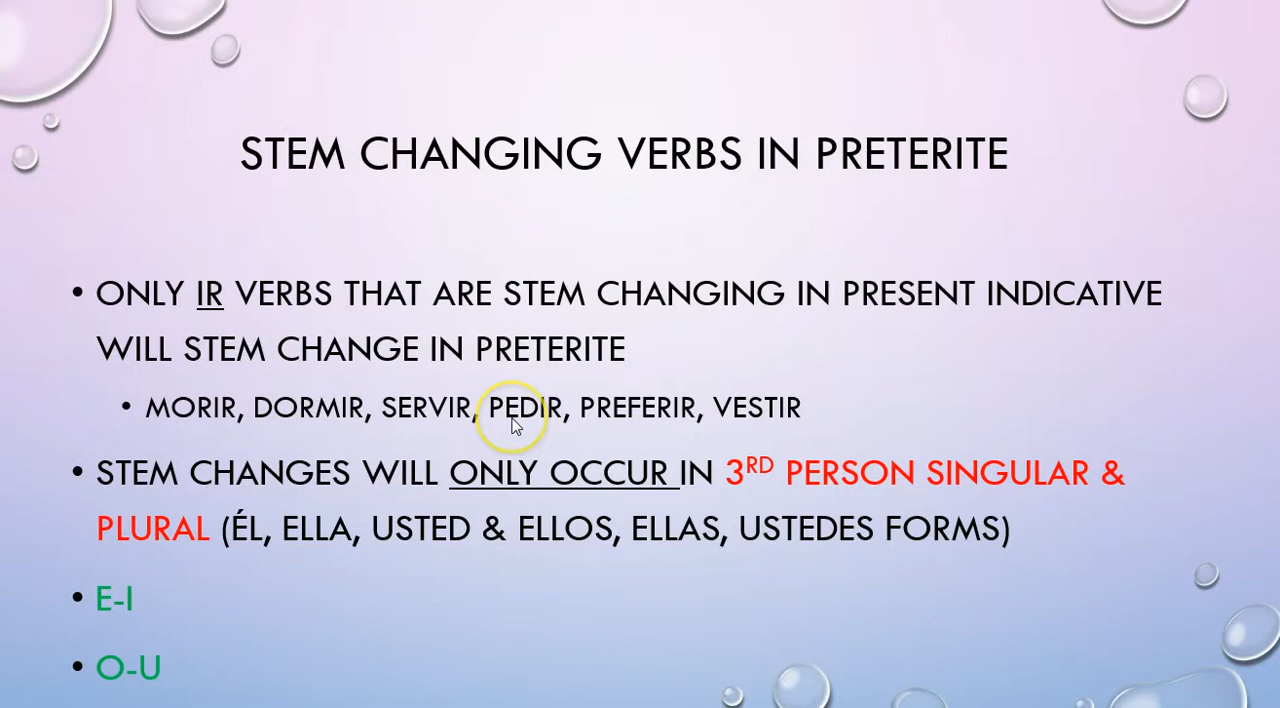 STEM CHANGING VERBS IN PRETERITE
• ONLY IR VERBS THAT ARE STEM CHANGING IN PRESENT INDICATIVE
WILL STEM CHANGE IN PRETERITE
• MORIR, DORMIR, SERVIR, PEDIR, PREFERIR, VESTIR
• STEM CHANGES WILL ONLY OCCUR IN 3RD PERSON SINGULAR &
PLURAL (ÉL, ELLA, USTED & ELLOS, ELLAS, USTEDES FORMS)
• E-I
• O-U